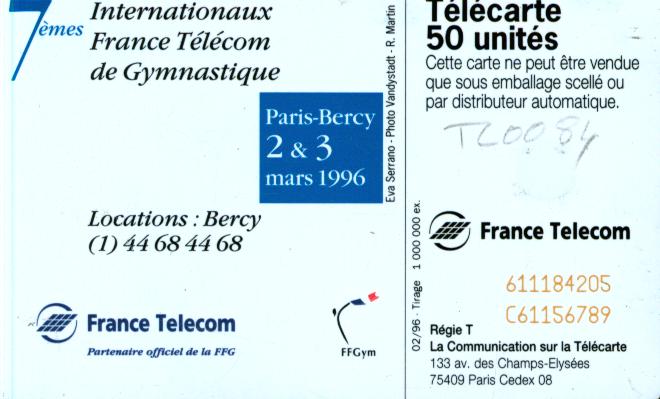 7èmes Internationaux
France Télécom
de Gymnastique
Paris-Bercy
2 & 3
mars 1996
Locations : Bercy
(1) 44 68 44 68
France Telecom
Partenaire officiel de la FFG
FFGym
Eva Serrano - Photo Vandystadt - R. Martin
Télécarte
50 unités
Cette carte ne peut être vendue
que sous emballage scellé ou
par distributeur automatique.
TL0084
France Telecom
611184205
C61156789
02/96 - Tirage 1 000 000 ex.
Régie T
La Communication sur la Télécarte
133 av. des Champs-Elysées
75409 Paris Cedex 08